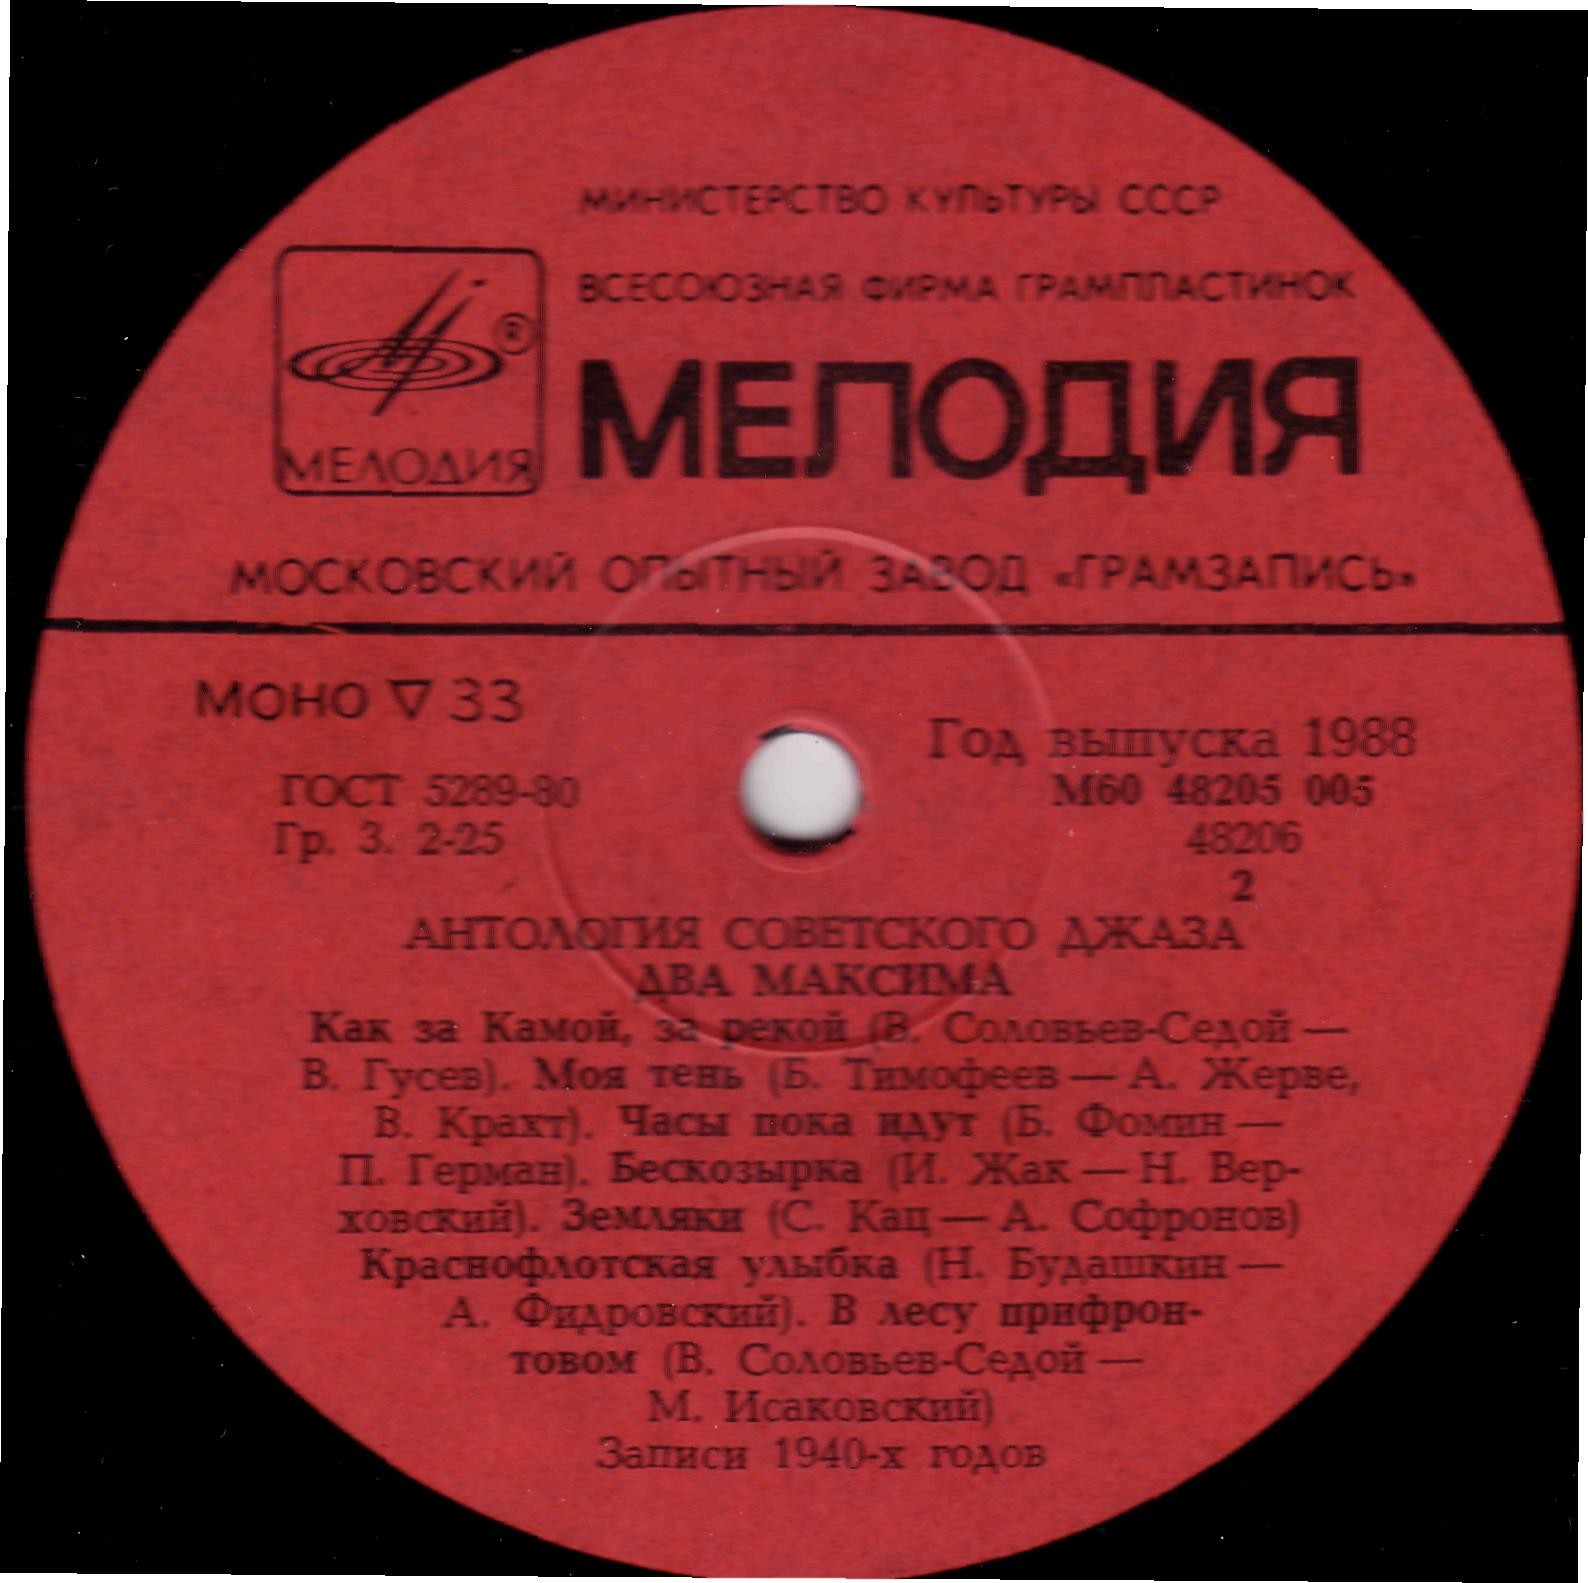 МИНИСТЕРСТВО КУЛЬТУРЫ СССР
ВСЕСОЮЗНАЯ ФИРМА ГРАМПЛАСТИНОК
®
МЕЛОДИЯ
МЕЛОДИЯ
МОСКОВСКИЙ ОПЫТНЫЙ ЗАВОД «ГРАМЗАПИСЬ»
МОНО ▽ 33
Год выпуска 1988
ГОСТ 5289-80
М60 48205 005
Гр. 3. 2-25
48206
2
АНТОЛОГИЯ СОВЕТСКОГО ДЖАЗА
ДВА МАКСИМА
Как за Камой, за рекой (В. Соловьев-Седой —
В. Гусев). Моя тень (Б. Тимофеев — А. Жерве,
В. Крахт). Часы пока идут (Б. Фомин —
П. Герман). Бескозырка (И. Жак — Н. Вер-
ховский). Земляки (С. Кац — А. Софронов)
Краснофлотская улыбка (Н. Будашкин —
А. Фидровский). В лесу прифрон-
товом (В. Соловьев-Седой —
М. Исаковский)
Записи 1940-х годов